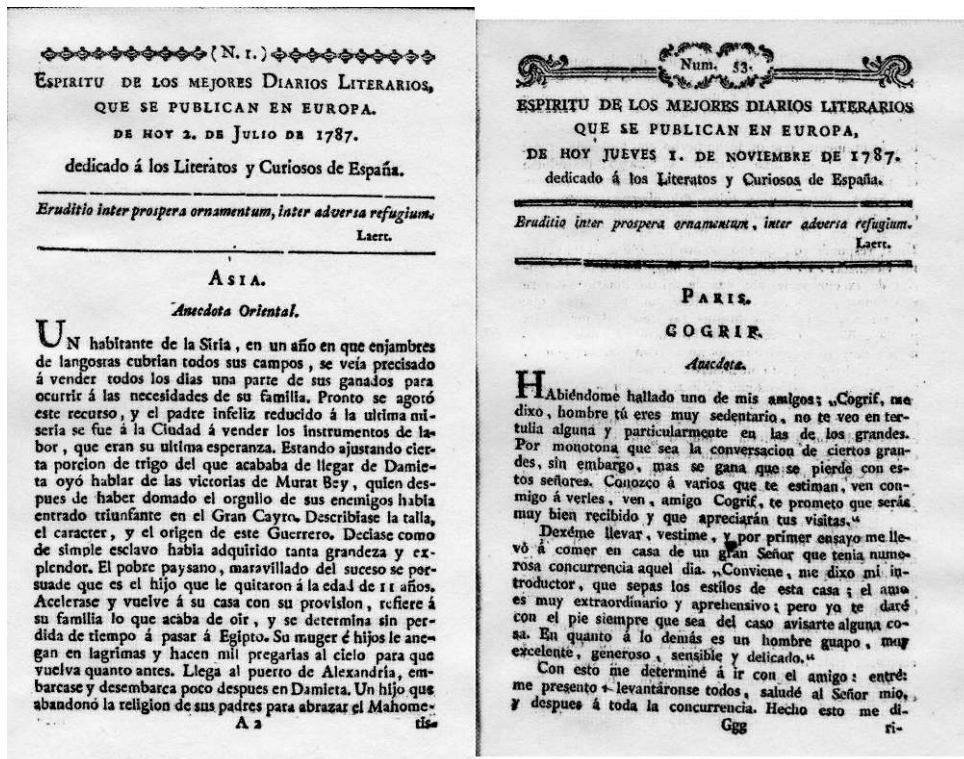 (N. 1.)
ESPIRITU DE LOS MEJORES DIARIOS LITERARIOS,
QUE SE PUBLICAN EN EUROPA.
DE HOY 2. DE JULIO DE 1787.
dedicado á los Literatos y Curiosos de España.
Eruditio inter prospera ornamentum, inter adversa refugium.
Laert.
ASIA.
Anecdota Oriental.
UN habitante de la Siria, en un año en que enjambres
de langostas cubrian todos sus campos, se veía precisado
á vender todos los dias una parte de sus ganados para
ocurrir á las necesidades de su familia. Pronto se agotó
este recurso, y el padre infeliz reducido á la ultima mi-
seria se fue á la Ciudad á vender los instrumentos de la-
bor, que eran su ultima esperanza. Estando ajustando cier-
ta porcion de trigo del que acababa de llegar de Damie-
ta oyó hablar de las victorias de Murat Bey, quien des-
pues de haber domado el orgullo de sus enemigos habia
entrado triunfante en el Gran Cayro. Describiase la talla,
el caracter, y el origen de este Guerrero. Deciase como
de simple esclavo habia adquirido tanta grandeza y ex-
plendor. El pobre paysano, maravillado del suceso se per-
suade que es el hijo que le quitaron á la edad de 11 años.
Acelerase y vuelve á su casa con su provision, refiere á
su familia lo que acaba de oir, y se determina sin per-
dida de tiempo á pasar á Egipto. Su muger é hijos le ane-
gan en lagrimas y hacen mil pregarias al cielo para que
vuelva quanto antes. Llega al puerto de Alexandría, em-
barcase y desembarca poco despues en Damieta. Un hijo que
abandonó la religion de sus padres para abrazar el Mahome-
A 2
tis-
Num. 53.
ESPIRITU DE LOS MEJORES DIARIOS LITERARIOS
QUE SE PUBLICAN EN EUROPA,
DE HOY JUEVES 1. DE NOVIEMBRE DE 1787.
dedicado á los Literatos y Curiosos de España.
Eruditio inter prospera ornamentum, inter adversa refugium.
Laert.
PARIS.
COGRIF.
Anecdota.
HAbiéndome hallado uno de mis amigos; „Cogrif, me
dixo, hombre tú eres muy sedentario, no te veo en ter-
tulia alguna y particularmente en las de los grandes.
Por monotona que sea la conversacion de ciertos gran-
des, sin embargo, mas se gana que se pierde con es-
tos señores. Conozco á varios que te estiman, ven con-
migo á verles, ven, amigo Cogrif, te prometo que serás
muy bien recibido y que apreciarán tus visitas.“
Dexéme llevar, vestime, y por primer ensayo me lle-
vó á comer en casa de un gran Señor que tenia nume-
rosa concurrencia aquel dia. „Conviene, me dixo mi in-
troductor, que sepas los estilos de esta casa; el amo
es muy extraordinario y aprehensivo; pero yo te daré
con el pie siempre que sea del caso avisarte alguna co-
sa. En quanto á lo demás es un hombre guapo, muy
excelente, generoso, sensible y delicado.“
Con esto me determiné á ir con el amigo: entré:
me presento levantáronse todos, saludé al Señor mio,
y despues á toda la concurrencia. Hecho esto me di-
Ggg
ri-